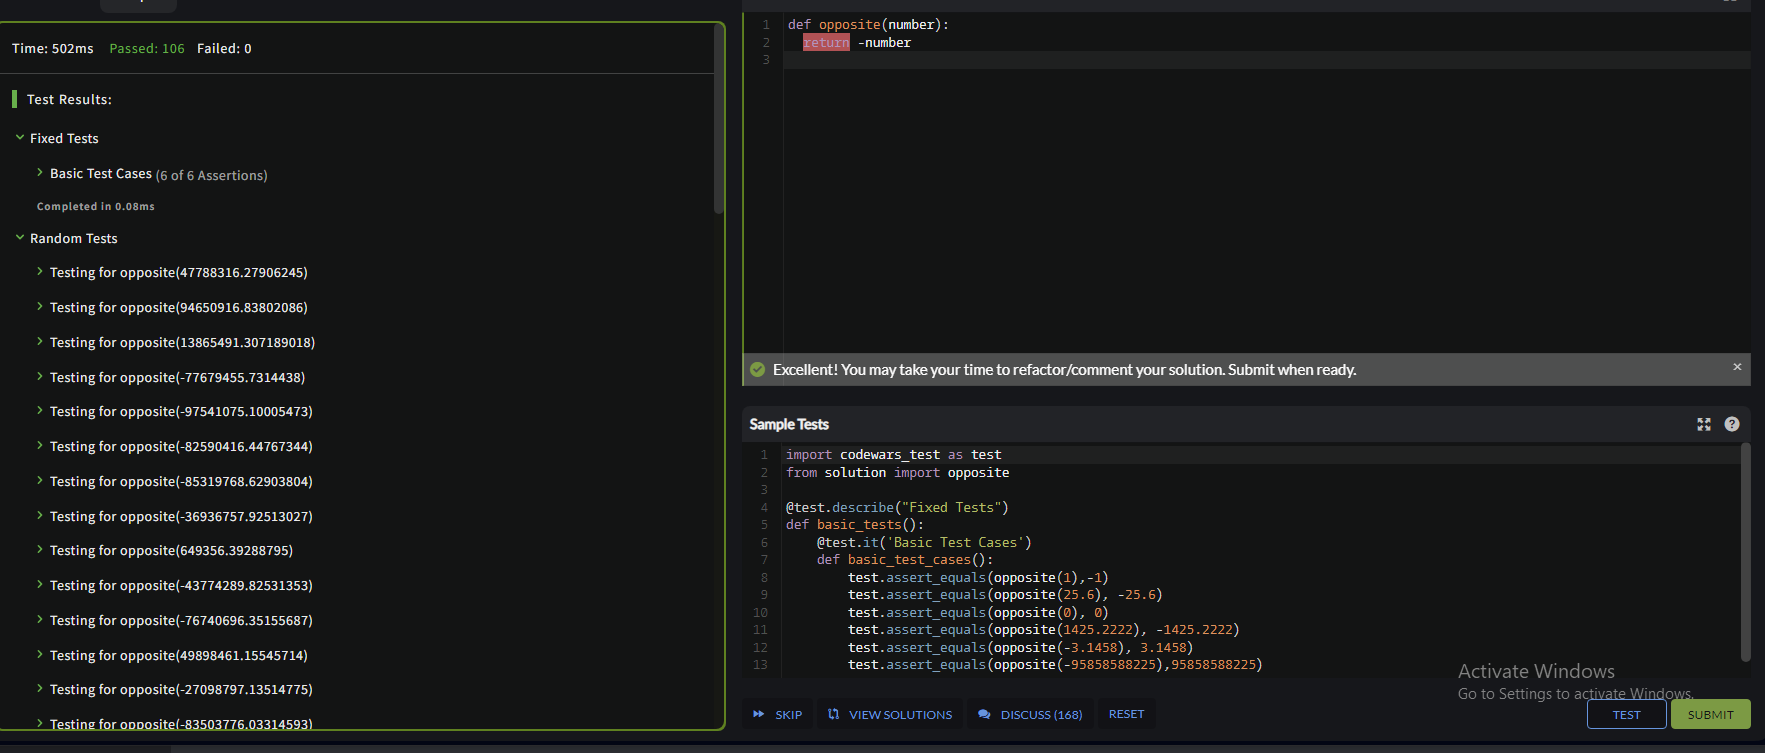 Time: 502ms Passed: 106 Failed: 0
Test Results:
Fixed Tests
Basic Test Cases (6 of 6 Assertions)
Completed in 0.08ms
Random Tests
Testing for opposite(47788316.27906245)
Testing for opposite(94650916.83802086)
Testing for opposite(13865491.307189018)
Testing for opposite(-77679455.7314438)
Testing for opposite(-97541075.10005473)
Testing for opposite(-82590416.44767344)
Testing for opposite(-85319768.62903804)
Testing for opposite(-36936757.92513027)
Testing for opposite(649356.39288795)
Testing for opposite(-43774289.82531353)
Testing for opposite(-76740696.35155687)
Testing for opposite(49898461.15545714)
Testing for opposite(-27098797.13514775)
Testing for opposite(-83503776.03314593)
1 def opposite(number):
2 return -number
3
Excellent! You may take your time to refactor/comment your solution. Submit when ready.
Sample Tests
1 import codewars_test as test
2 from solution import opposite
3
4 @test.describe("Fixed Tests")
5 def basic_tests():
6 @test.it('Basic Test Cases')
7 def basic_test_cases():
8 test.assert_equals(opposite(1),-1)
9 test.assert_equals(opposite(25.6), -25.6)
10 test.assert_equals(opposite(0), 0)
11 test.assert_equals(opposite(1425.2222), -1425.2222)
12 test.assert_equals(opposite(-3.1458), 3.1458)
13 test.assert_equals(opposite(-95858588225),95858588225)
Activate Windows
Go to Settings to activate Windows.
SKIP VIEW SOLUTIONS DISCUSS (168) RESET TEST SUBMIT